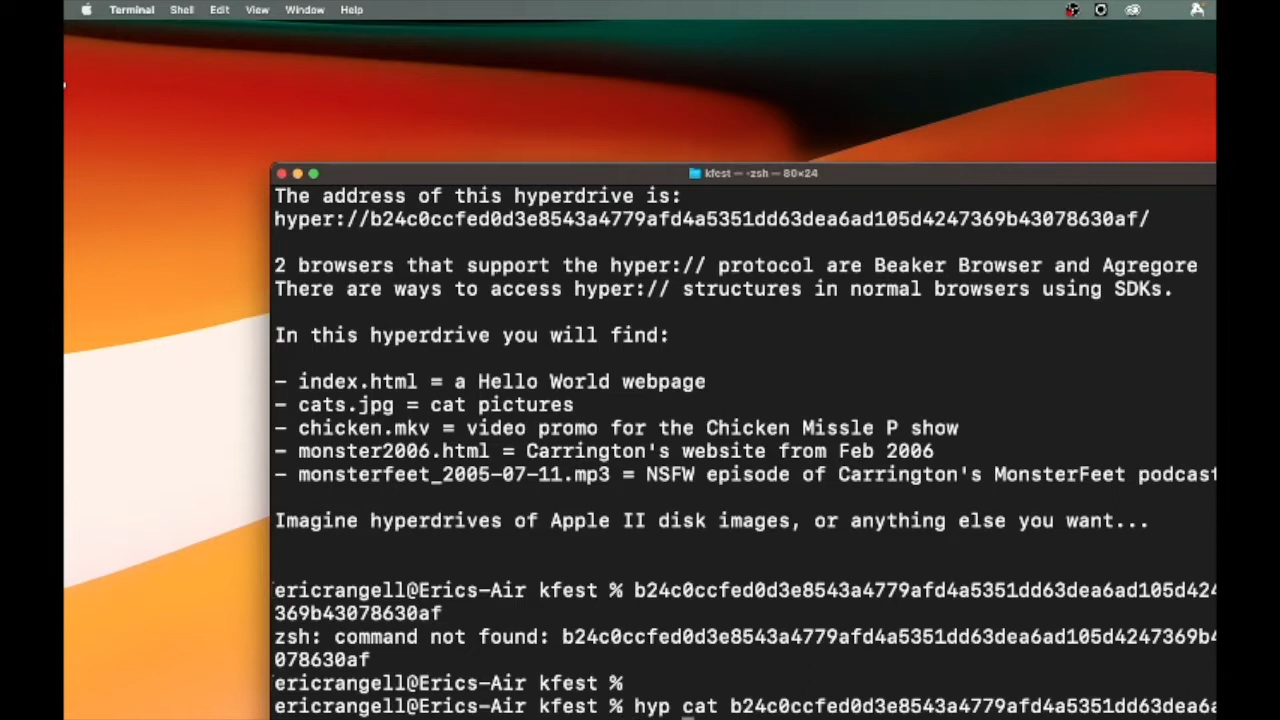 Terminal Shell Edit View Window Help
kfest — -zsh — 80×24
The address of this hyperdrive is:
hyper://b24c0ccfed0d3e8543a4779afd4a5351dd63dea6ad105d4247369b43078630af/
2 browsers that support the hyper:// protocol are Beaker Browser and Agregore
There are ways to access hyper:// structures in normal browsers using SDKs.
In this hyperdrive you will find:
- index.html = a Hello World webpage
- cats.jpg = cat pictures
- chicken.mkv = video promo for the Chicken Missle P show
- monster2006.html = Carrington's website from Feb 2006
- monsterfeet_2005-07-11.mp3 = NSFW episode of Carrington's MonsterFeet podcast
Imagine hyperdrives of Apple II disk images, or anything else you want...
ericrangell@Erics-Air kfest % b24c0ccfed0d3e8543a4779afd4a5351dd63dea6ad105d424
369b43078630af
zsh: command not found: b24c0ccfed0d3e8543a4779afd4a5351dd63dea6ad105d4247369b4
078630af
ericrangell@Erics-Air kfest %
ericrangell@Erics-Air kfest % hyp cat b24c0ccfed0d3e8543a4779afd4a5351dd63dea6a